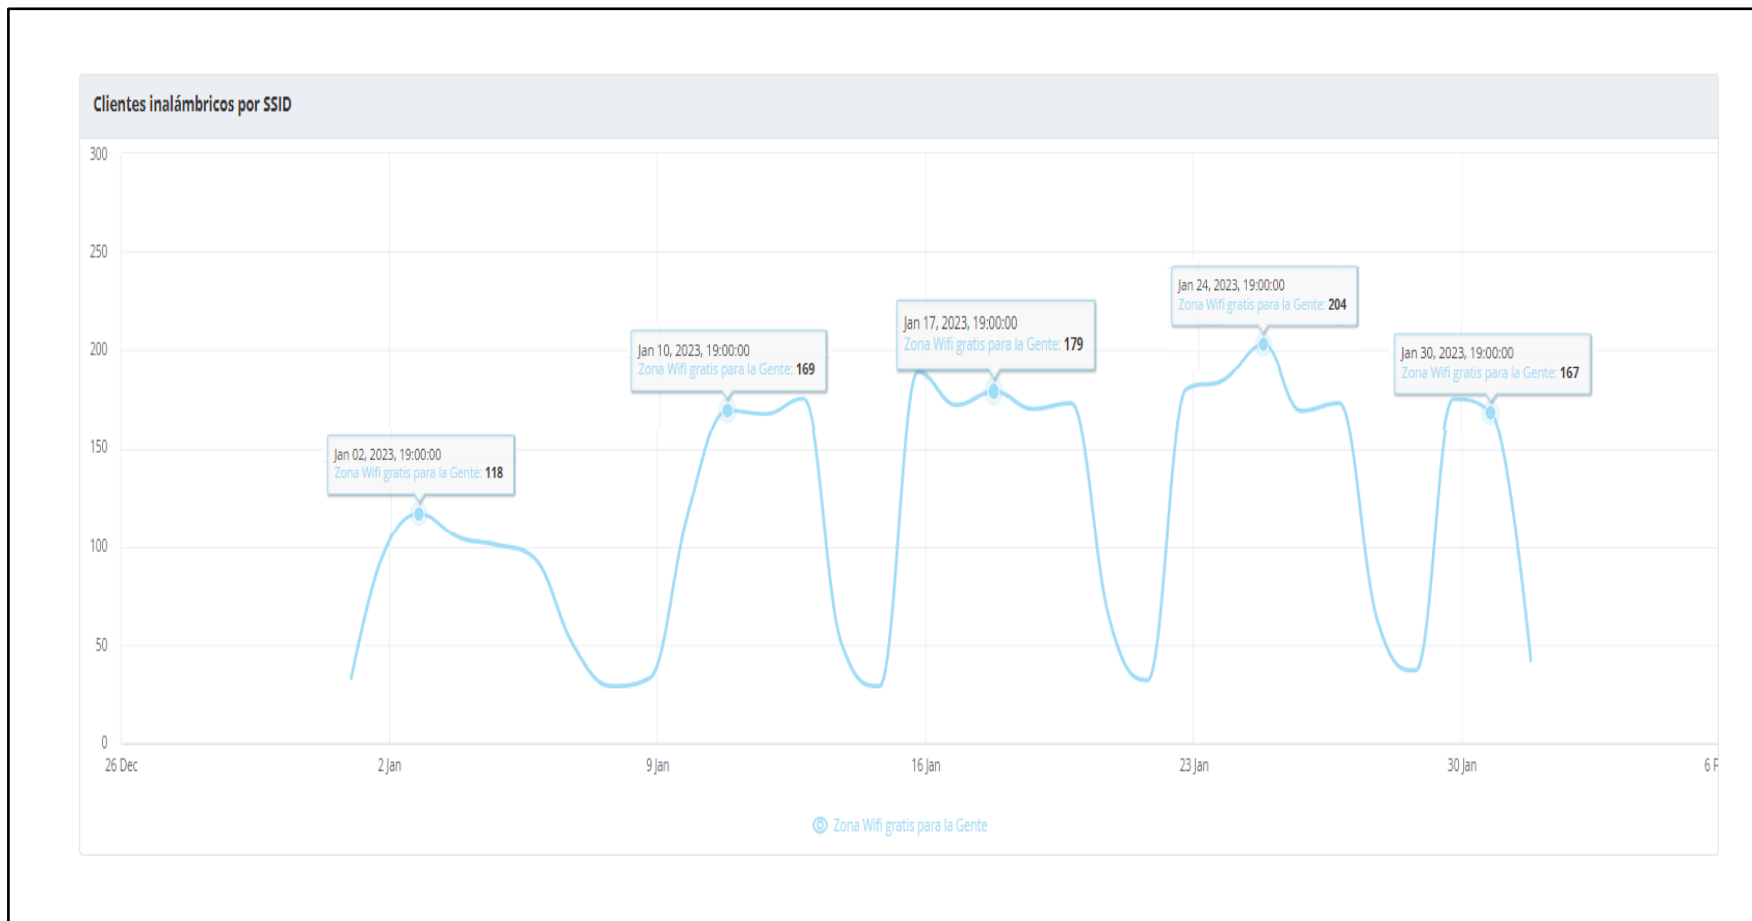 Clientes inalámbricos por SSID
300
250
200
150
100
50
0
Jan 02, 2023, 19:00:00
Zona Wifi gratis para la Gente: 118
Jan 10, 2023, 19:00:00
Zona Wifi gratis para la Gente: 169
Jan 17, 2023, 19:00:00
Zona Wifi gratis para la Gente: 179
Jan 24, 2023, 19:00:00
Zona Wifi gratis para la Gente: 204
Jan 30, 2023, 19:00:00
Zona Wifi gratis para la Gente: 167
26 Dec 2 Jan 9 Jan 16 Jan 23 Jan 30 Jan 6 F
Zona Wifi gratis para la Gente